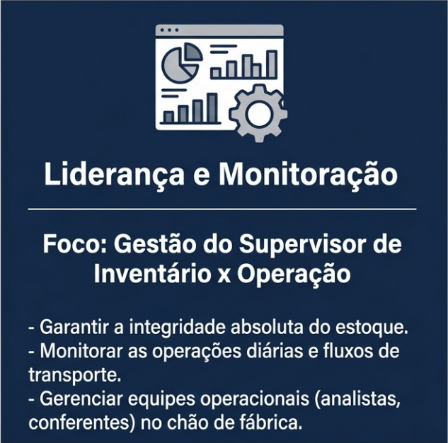 Liderança e Monitoração
Foco: Gestão do Supervisor de
Inventário x Operação
- Garantir a integridade absoluta do estoque.
- Monitorar as operações diárias e fluxos de
transporte.
- Gerenciar equipes operacionais (analistas,
conferentes) no chão de fábrica.